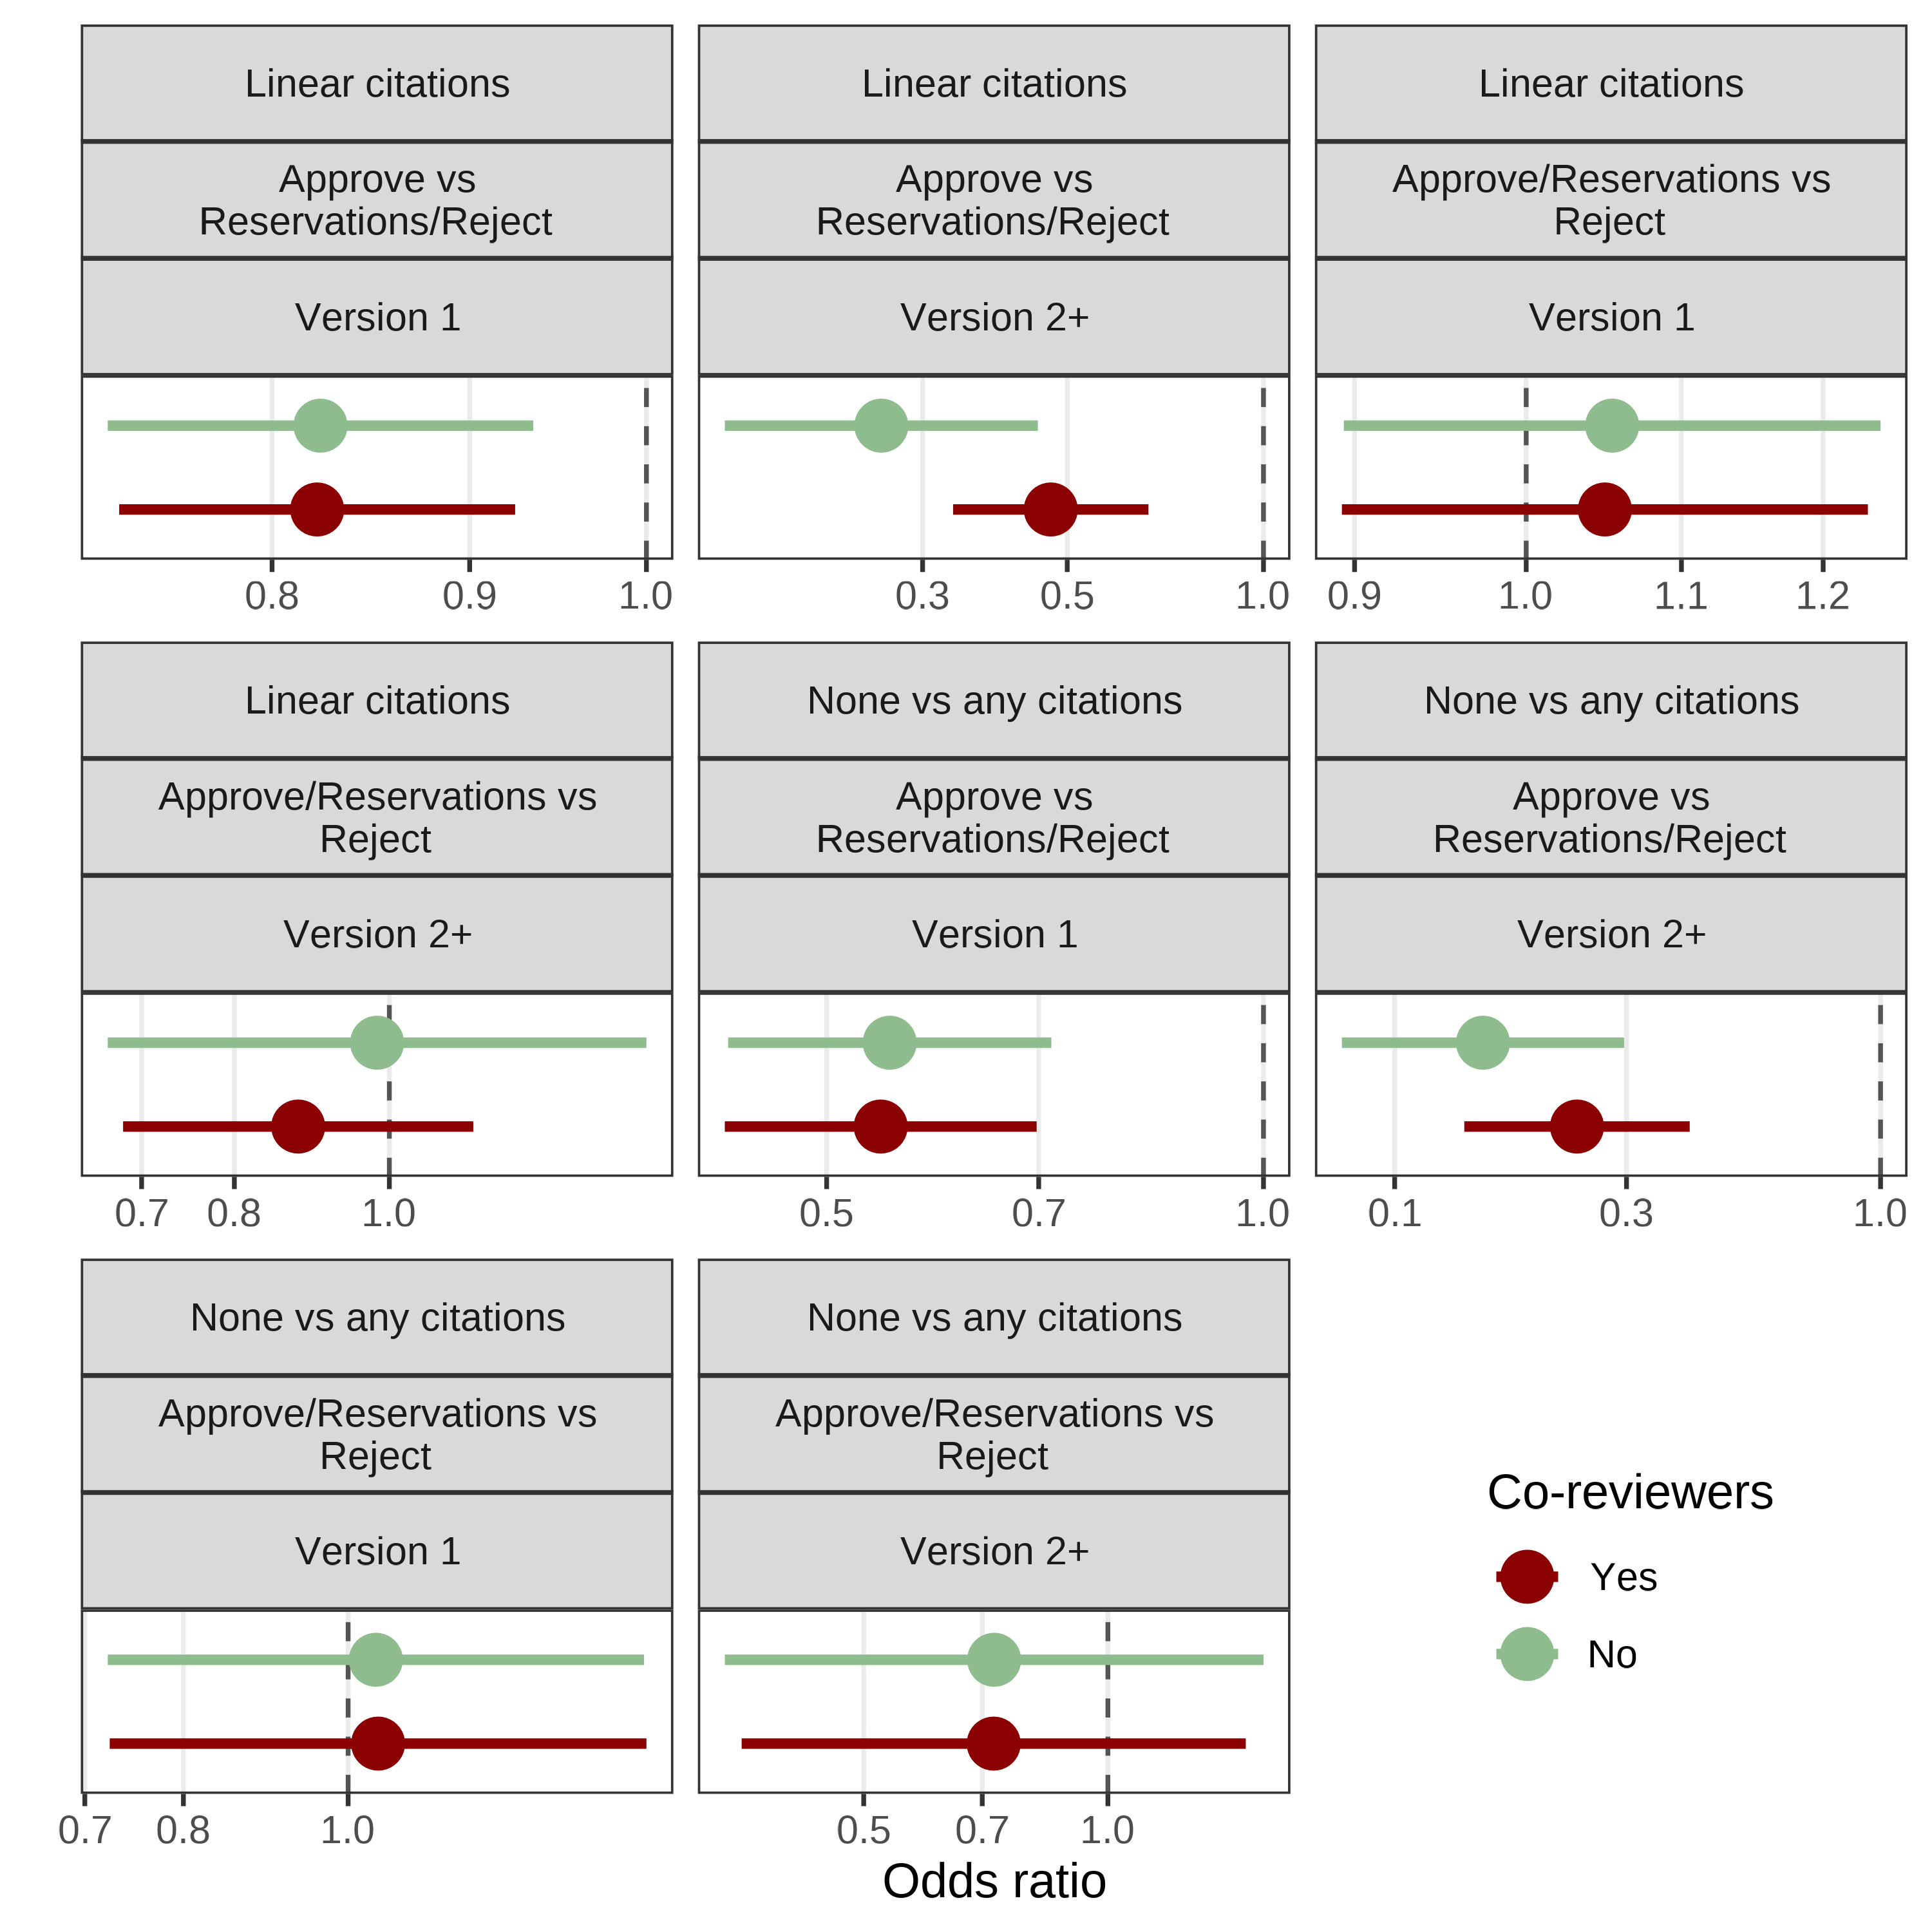 Linear citations
Approve vs
Reservations/Reject
Version 1
0.8 0.9 1.0
Linear citations
Approve vs
Reservations/Reject
Version 2+
0.3 0.5 1.0
Linear citations
Approve/Reservations vs
Reject
Version 1
0.9 1.0 1.1 1.2
Linear citations
Approve/Reservations vs
Reject
Version 2+
0.7 0.8 1.0
None vs any citations
Approve vs
Reservations/Reject
Version 1
0.5 0.7 1.0
None vs any citations
Approve vs
Reservations/Reject
Version 2+
0.1 0.3 1.0
None vs any citations
Approve/Reservations vs
Reject
Version 1
0.7 0.8 1.0
None vs any citations
Approve/Reservations vs
Reject
Version 2+
0.5 0.7 1.0
Odds ratio
Co-reviewers
Yes
No